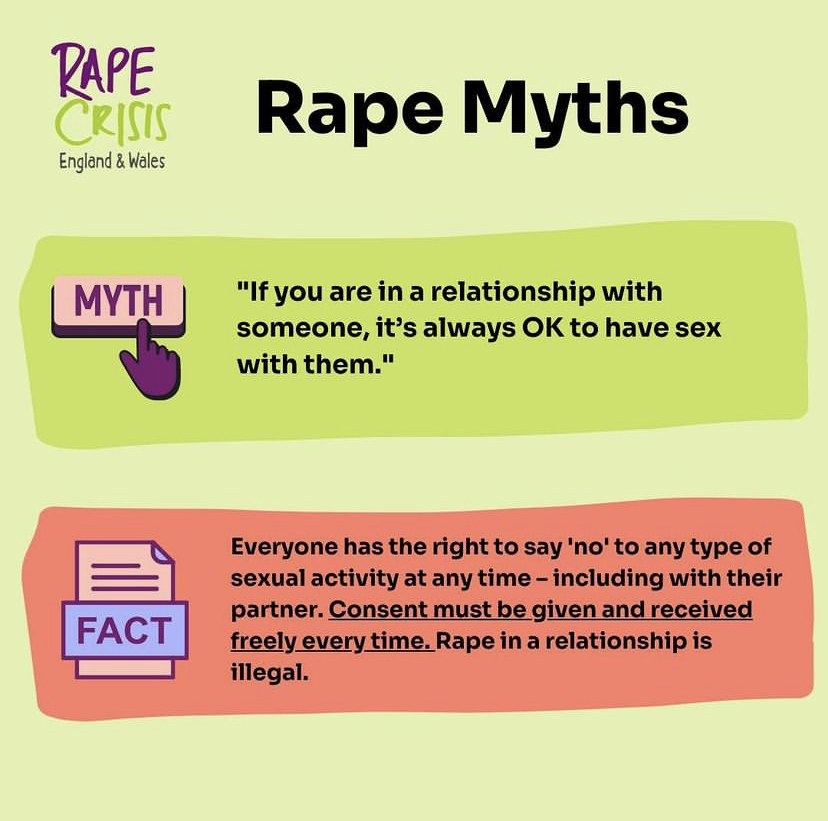 RAPE
CRISIS
England & Wales
Rape Myths
MYTH
"If you are in a relationship with
someone, it’s always OK to have sex
with them."
FACT
Everyone has the right to say 'no' to any type of
sexual activity at any time – including with their
partner. Consent must be given and received
freely every time. Rape in a relationship is
illegal.